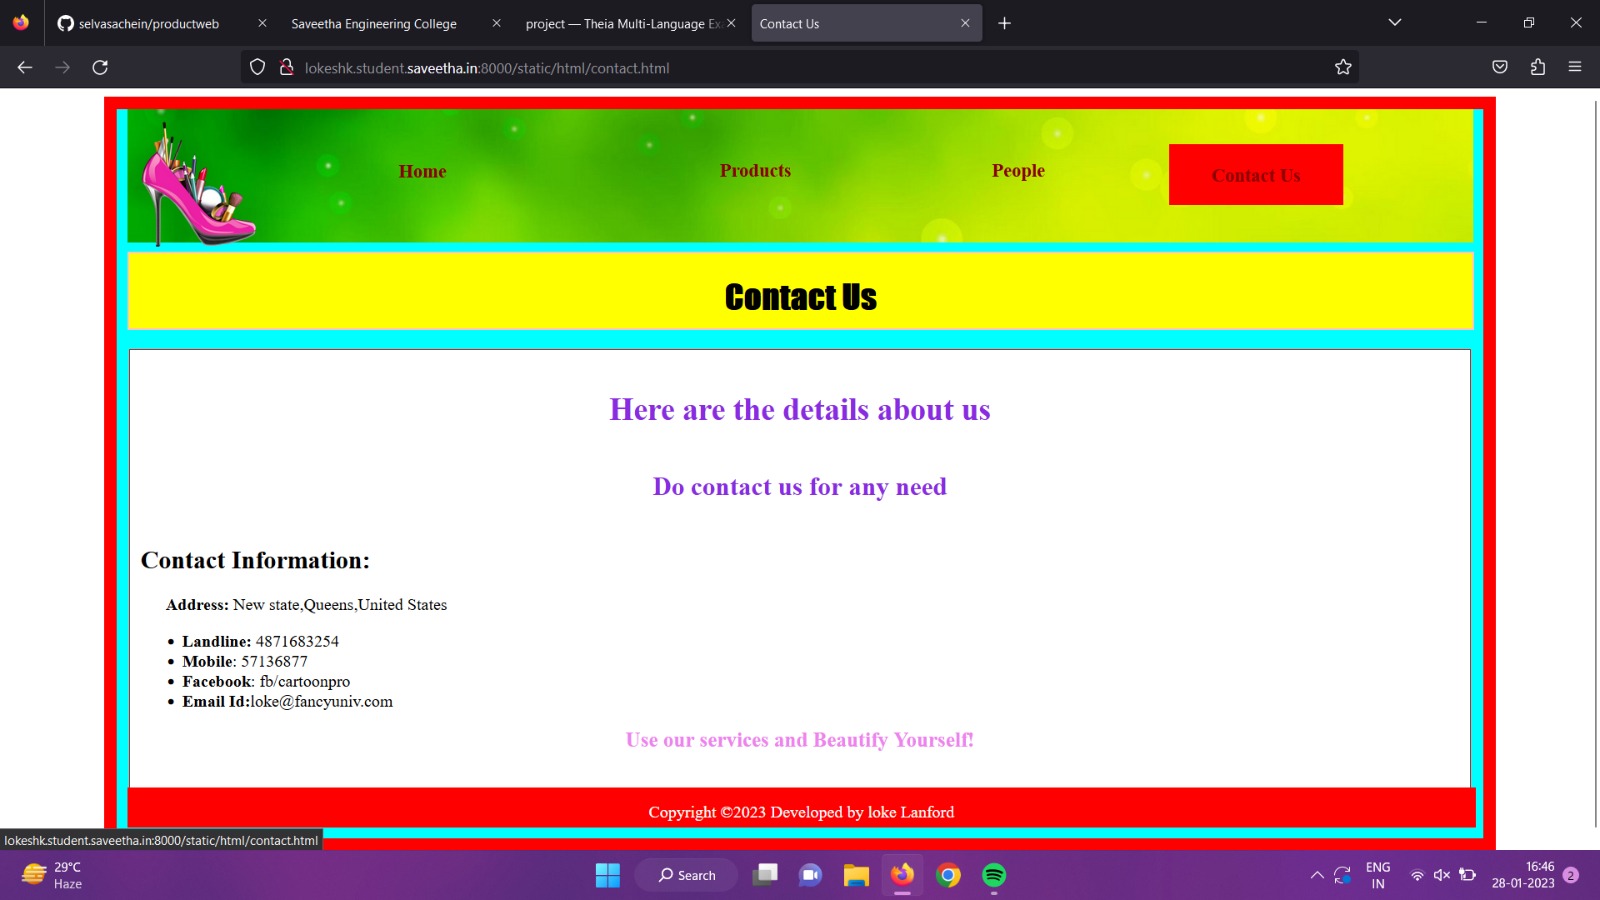 selvasachein/productweb
Saveetha Engineering College
project — Theia Multi-Language Ex
Contact Us
lokeshk.student.saveetha.in:8000/static/html/contact.html
Home
Products
People
Contact Us
Contact Us
Here are the details about us
Do contact us for any need
Contact Information:
Address: New state,Queens,United States
Landline: 4871683254
Mobile: 57136877
Facebook: fb/cartoonpro
Email Id:loke@fancyuniv.com
Use our services and Beautify Yourself!
Copyright ©2023 Developed by loke Lanford
lokeshk.student.saveetha.in:8000/static/html/contact.html
29°C
Haze
Search
ENG
IN
16:46
28-01-2023
2